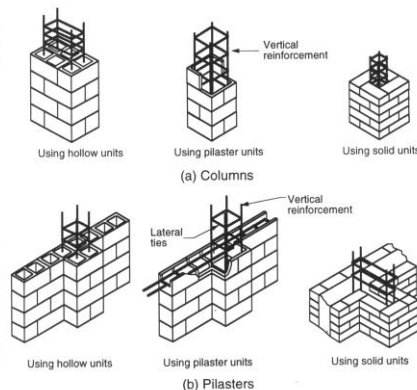 Vertical
reinforcement
Using hollow units
Using pilaster units
Using solid units
(a) Columns
Vertical
reinforcement
Lateral
ties
Using hollow units
Using pilaster units
Using solid units
(b) Pilasters